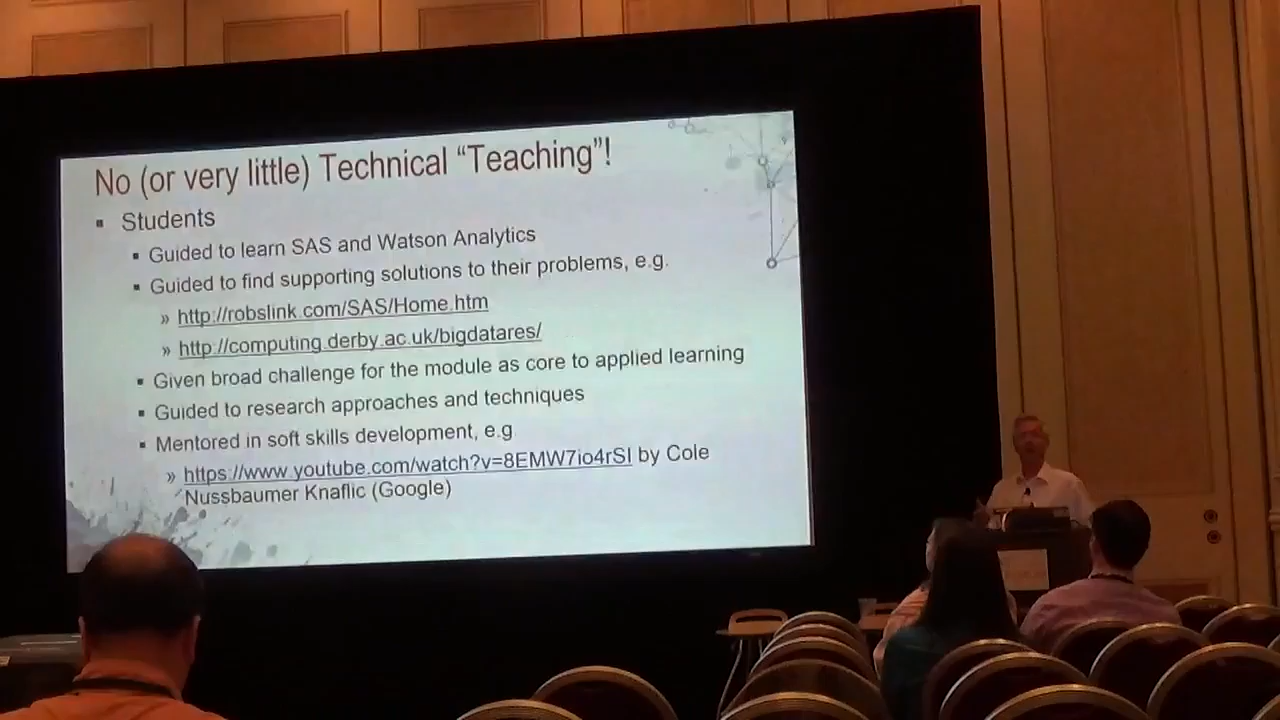 No (or very little) Technical “Teaching”!
▪ Students
▪ Guided to learn SAS and Watson Analytics
▪ Guided to find supporting solutions to their problems, e.g.
» http://robslink.com/SAS/Home.htm
» http://computing.derby.ac.uk/bigdatares/
▪ Given broad challenge for the module as core to applied learning
▪ Guided to research approaches and techniques
▪ Mentored in soft skills development, e.g
» https://www.youtube.com/watch?v=8EMW7io4rSI by Cole
Nussbaumer Knaflic (Google)